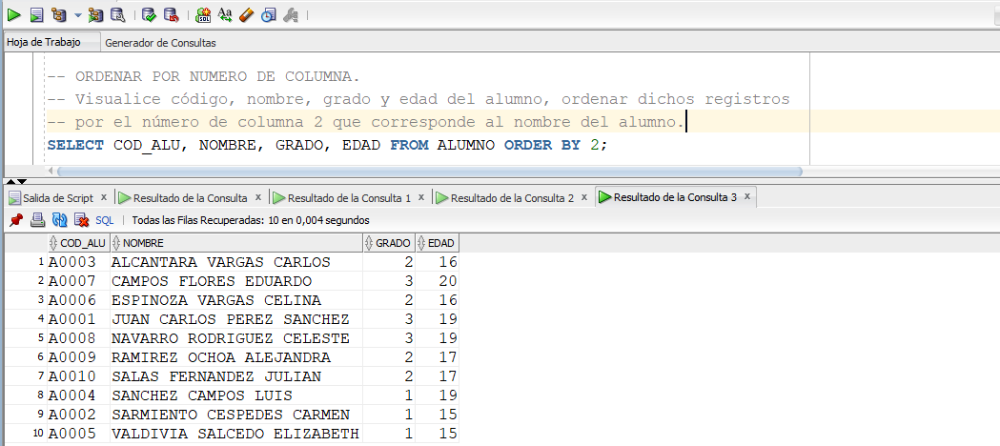 Hoja de Trabajo Generador de Consultas
-- ORDENAR POR NUMERO DE COLUMNA.
-- Visualice código, nombre, grado y edad del alumno, ordenar dichos registros
-- por el número de columna 2 que corresponde al nombre del alumno.
SELECT COD_ALU, NOMBRE, GRADO, EDAD FROM ALUMNO ORDER BY 2;
Salida de Script x Resultado de la Consulta x Resultado de la Consulta 1 x Resultado de la Consulta 2 x Resultado de la Consulta 3 x
SQL | Todas las Filas Recuperadas: 10 en 0,004 segundos
COD_ALU NOMBRE GRADO EDAD
1 A0003 ALCANTARA VARGAS CARLOS 2 16
2 A0007 CAMPOS FLORES EDUARDO 3 20
3 A0006 ESPINOZA VARGAS CELINA 2 16
4 A0001 JUAN CARLOS PEREZ SANCHEZ 3 19
5 A0008 NAVARRO RODRIGUEZ CELESTE 3 19
6 A0009 RAMIREZ OCHOA ALEJANDRA 2 17
7 A0010 SALAS FERNANDEZ JULIAN 2 17
8 A0004 SANCHEZ CAMPOS LUIS 1 19
9 A0002 SARMIENTO CESPEDES CARMEN 1 15
10 A0005 VALDIVIA SALCEDO ELIZABETH 1 15